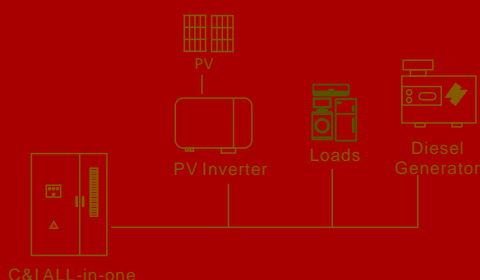 PV
PV Inverter
Loads
Diesel
Generator
C&I ALL-in-one